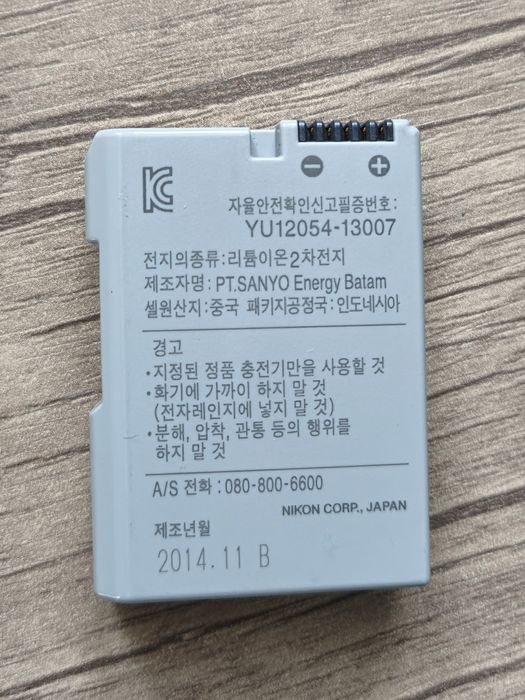 KC
자율안전확인신고필증번호:
YU12054-13007
전지의종류:리튬이온2차전지
제조자명: PT.SANYO Energy Batam
셀원산지:중국 패키지공정국:인도네시아
경고
·지정된 정품 충전기만을 사용할 것
·화기에 가까이 하지 말 것
(전자레인지에 넣지 말 것)
·분해, 압착, 관통 등의 행위를
하지 말 것
A/S 전화 : 080-800-6600
NIKON CORP., JAPAN
제조년월
2014.11 B